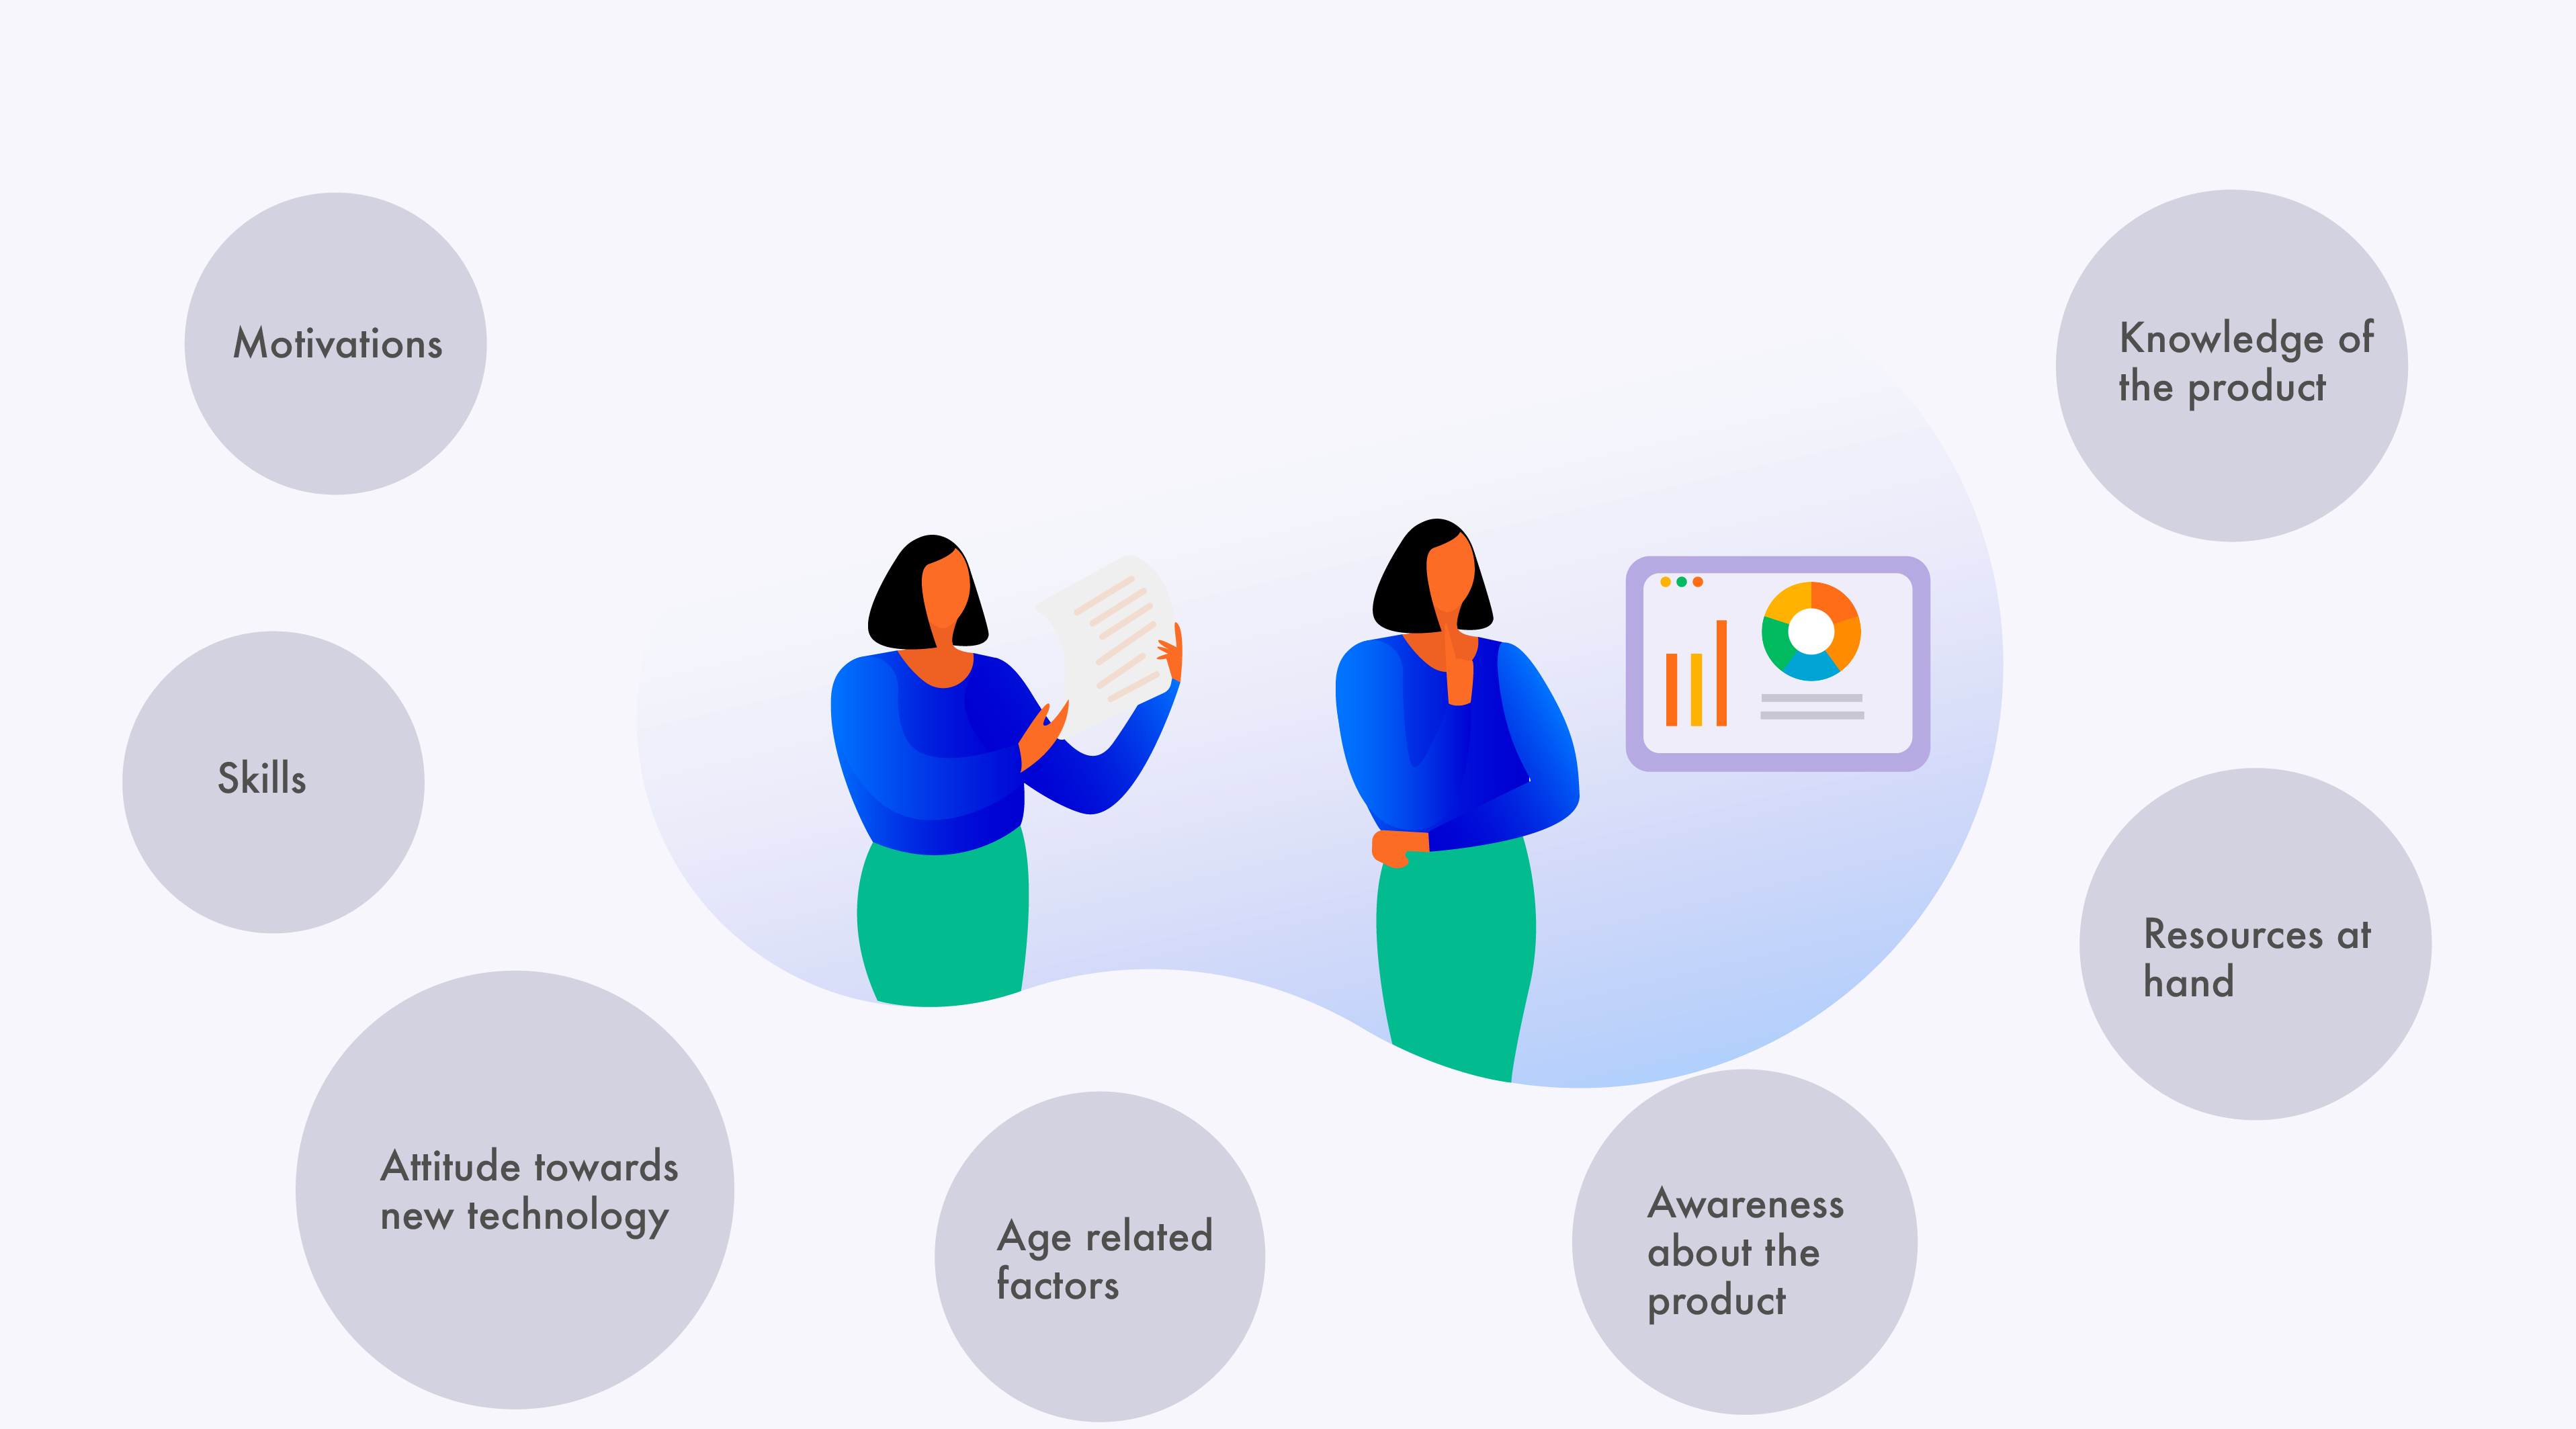 Motivations
Knowledge of
the product
Skills
Resources at
hand
Attitude towards
new technology
Age related
factors
Awareness
about the
product